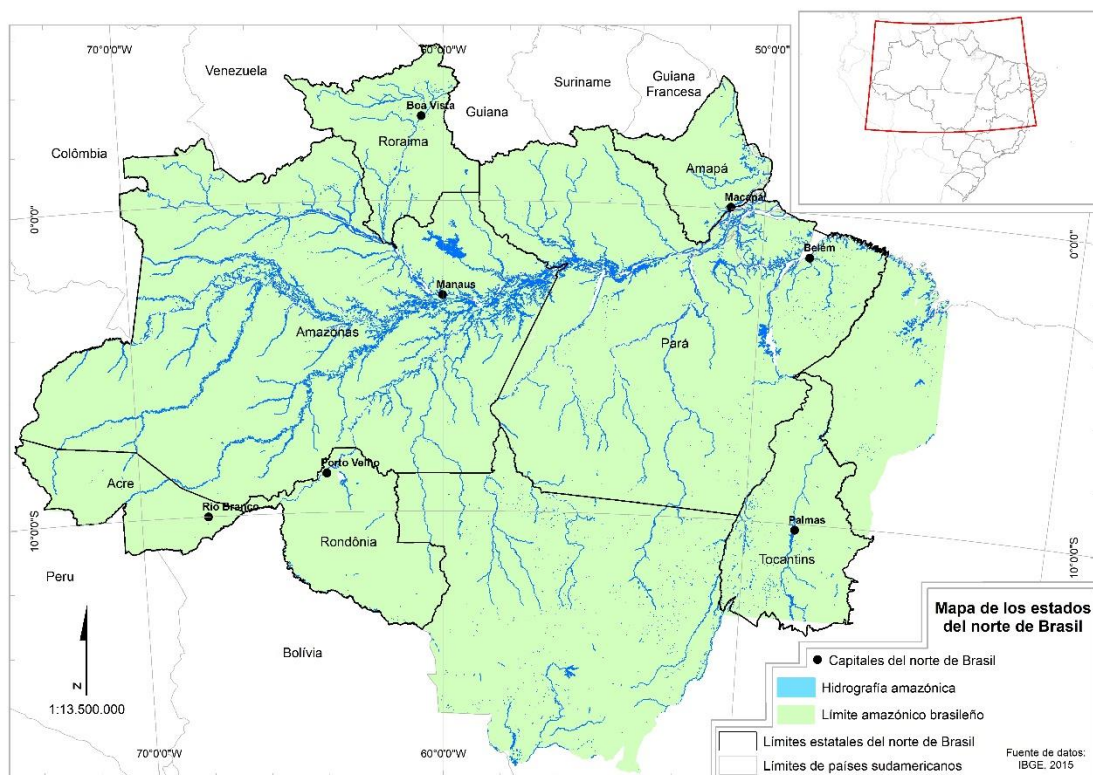 70°0'0"W
60°0'0"W
50°0'0"W
Venezuela
Suriname
Guiana
Francesa
Guiana
Boa Vista
Roraima
Colômbia
Amapá
Macapá
0°0'0"
0°0'0"
Belém
Manaus
Amazonas
Pará
Porto Velho
Acre
Rio Branco
Palmas
10°0'0"S
10°0'0"S
Rondônia
Tocantins
Peru
Bolívia
N
1:13.500.000
70°0'0"W
60°0'0"W
Mapa de los estados
del norte de Brasil
Capitales del norte de Brasil
Hidrografía amazónica
Límite amazónico brasileño
Límites estatales del norte de Brasil
Límites de países sudamericanos
Fuente de datos:
IBGE, 2015